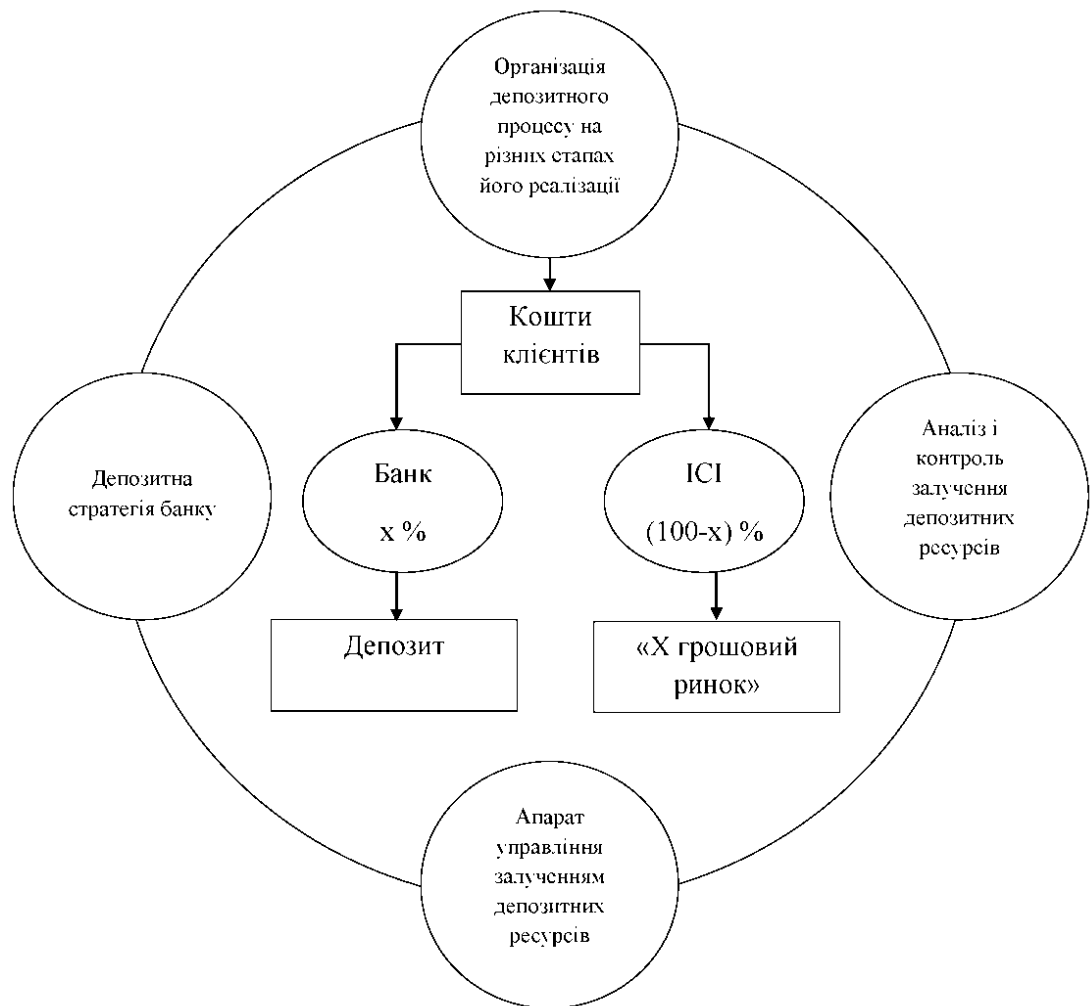 Організація
депозитного
процесу на
різних етапах
його реалізації
Кошти
клієнтів
Депозитна
стратегія банку
Банк
х %
ІСІ
(100-х) %
Аналіз і
контроль
залучення
депозитних
ресурсів
Депозит
«Х грошовий
ринок»
Апарат
управління
залученням
депозитних
ресурсів